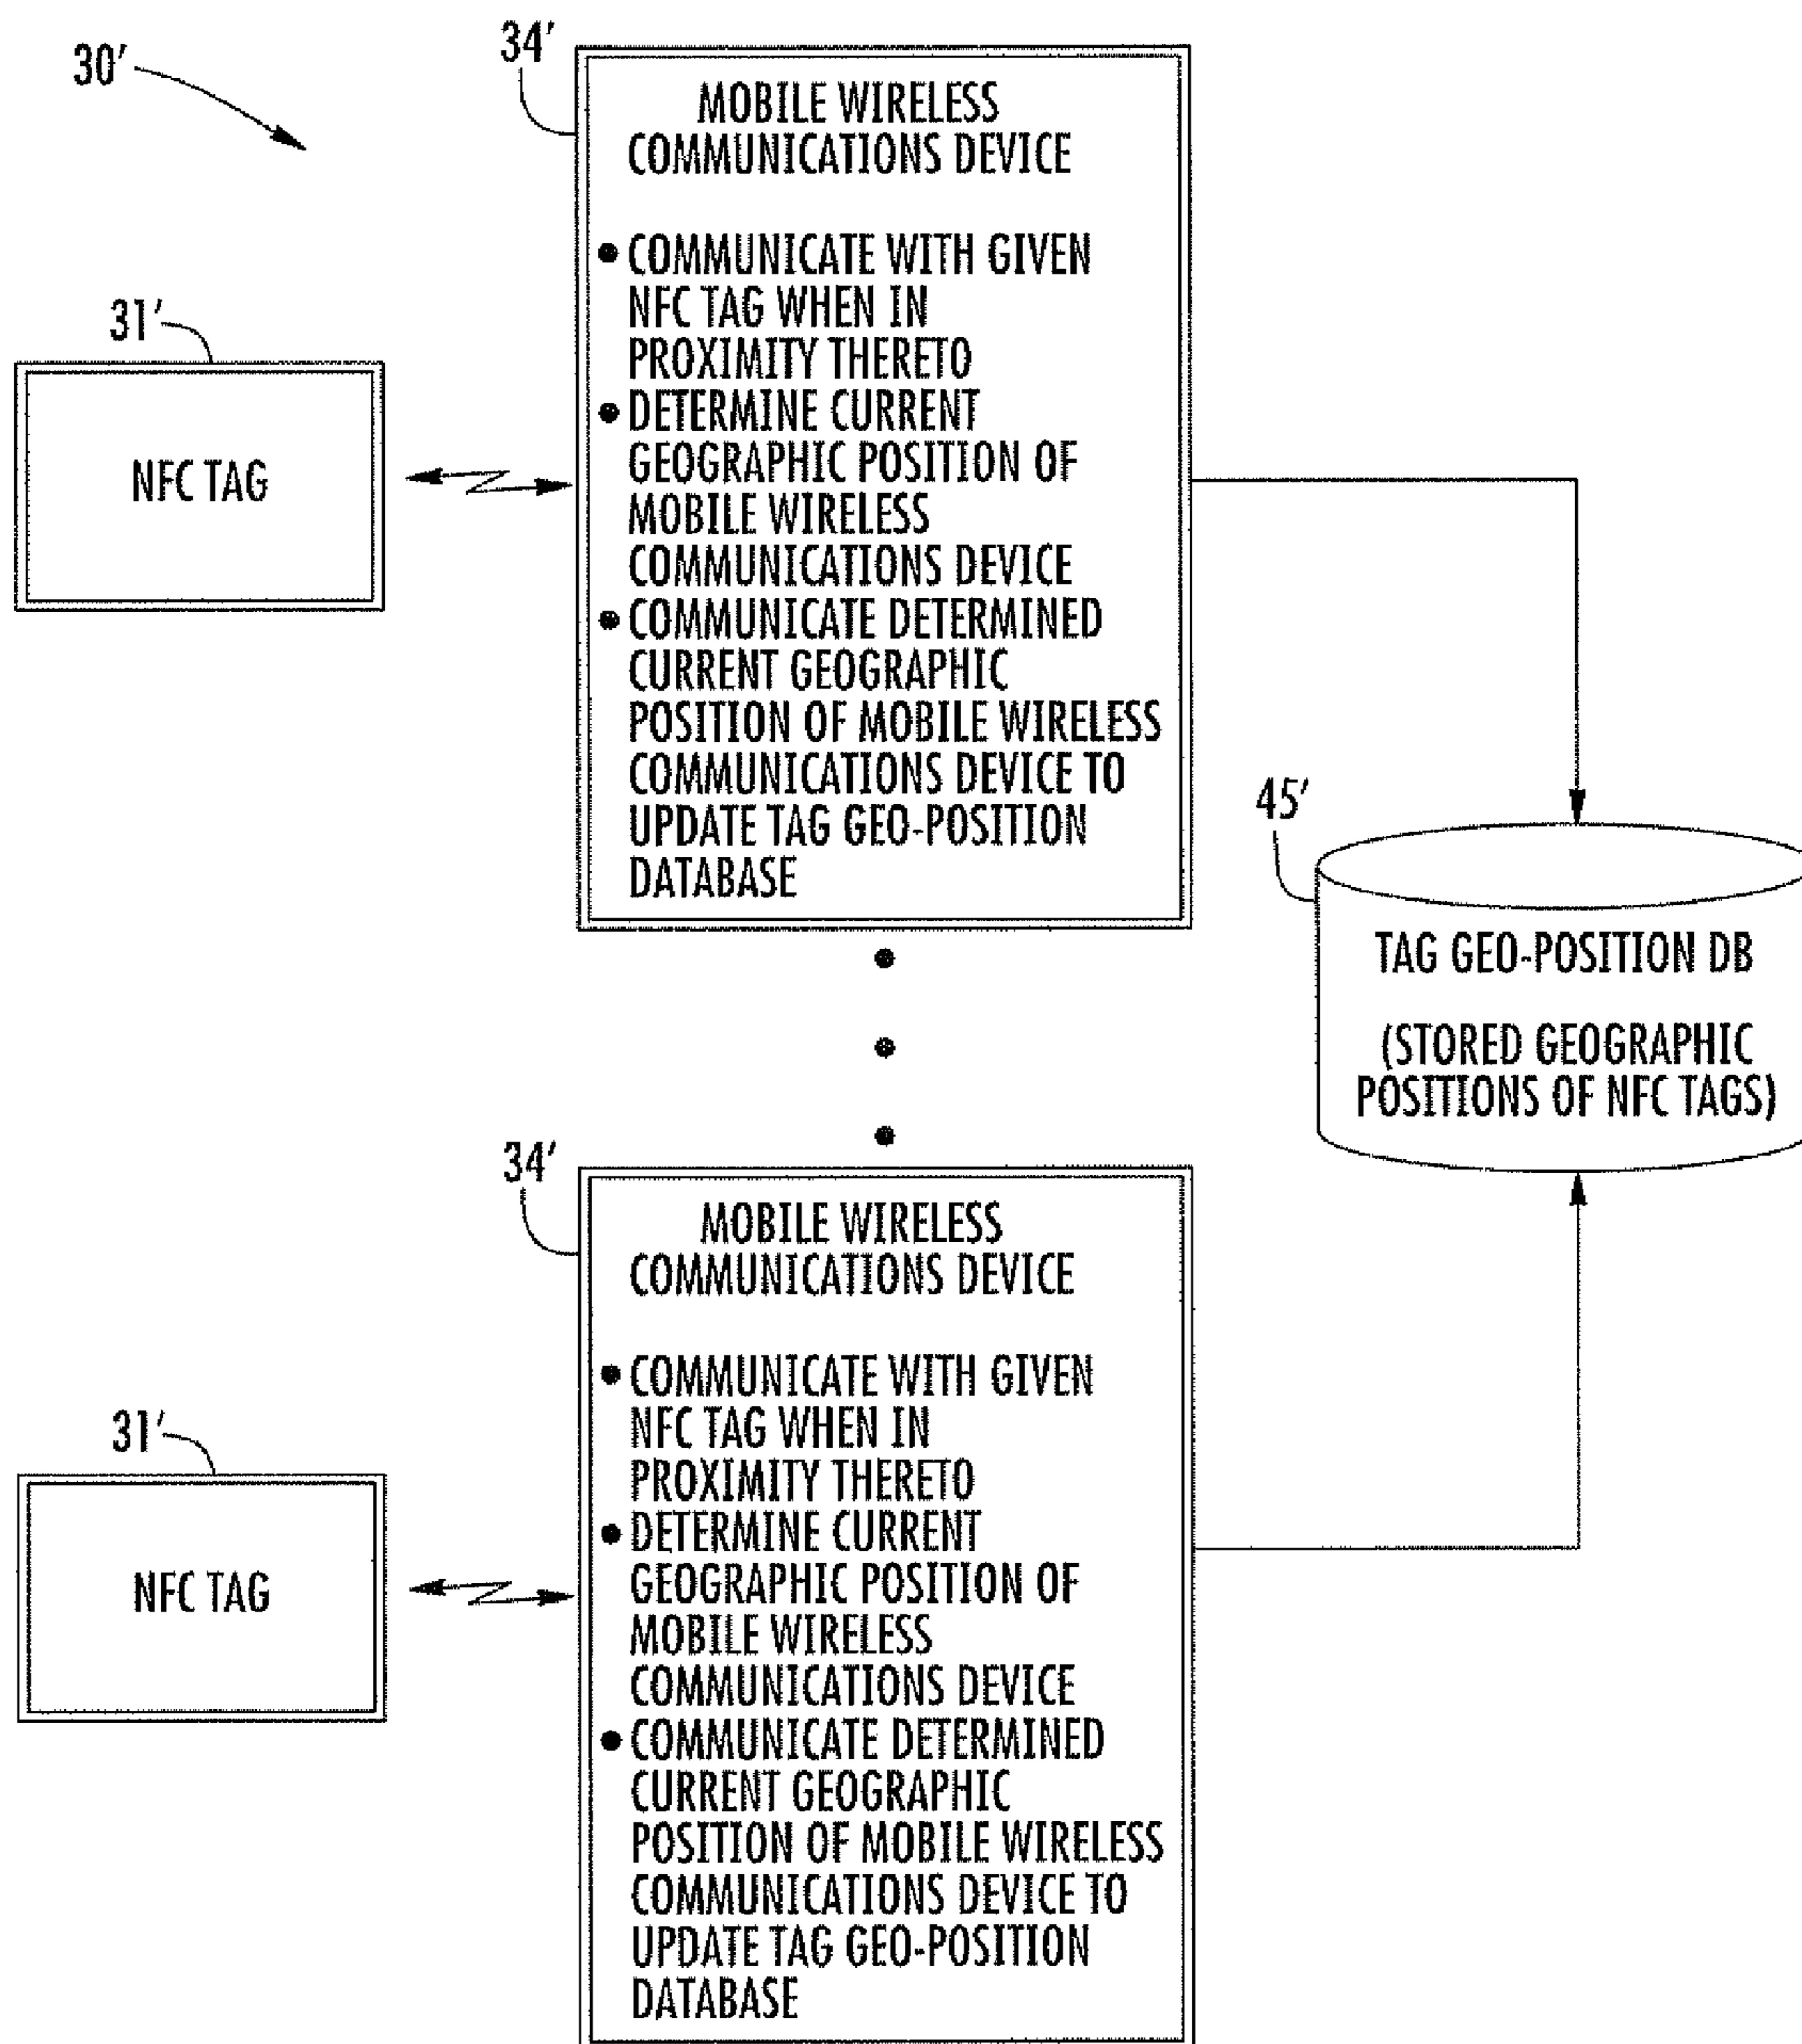 30'
34'
MOBILE WIRELESS
COMMUNICATIONS DEVICE
• COMMUNICATE WITH GIVEN
NFC TAG WHEN IN
PROXIMITY THERETO
• DETERMINE CURRENT
GEOGRAPHIC POSITION OF
MOBILE WIRELESS
COMMUNICATIONS DEVICE
• COMMUNICATE DETERMINED
CURRENT GEOGRAPHIC
POSITION OF MOBILE WIRELESS
COMMUNICATIONS DEVICE TO
UPDATE TAG GEO-POSITION
DATABASE
31'
NFC TAG
45'
TAG GEO-POSITION DB
(STORED GEOGRAPHIC
POSITIONS OF NFC TAGS)
34'
MOBILE WIRELESS
COMMUNICATIONS DEVICE
• COMMUNICATE WITH GIVEN
NFC TAG WHEN IN
PROXIMITY THERETO
• DETERMINE CURRENT
GEOGRAPHIC POSITION OF
MOBILE WIRELESS
COMMUNICATIONS DEVICE
• COMMUNICATE DETERMINED
CURRENT GEOGRAPHIC
POSITION OF MOBILE WIRELESS
COMMUNICATIONS DEVICE TO
UPDATE TAG GEO-POSITION
DATABASE
31'
NFC TAG